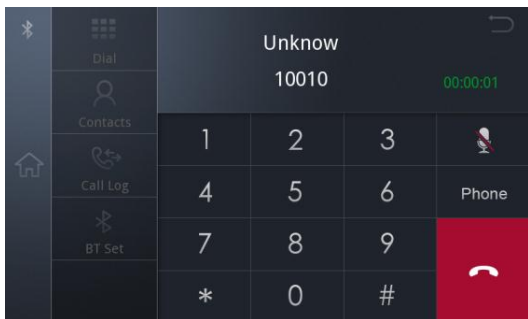 Dial
Contacts
Call Log
BT Set
Unknow
10010
00:00:01
1 2 3
4 5 6 Phone
7 8 9
* 0 #